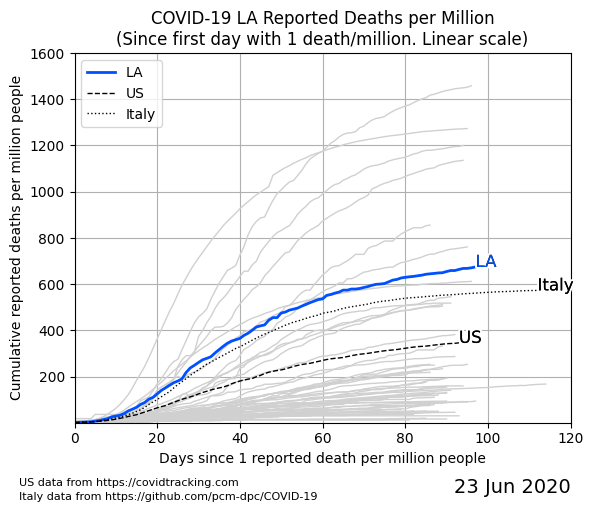 COVID-19 LA Reported Deaths per Million
(Since first day with 1 death/million. Linear scale)
Cumulative reported deaths per million people
1600
1400
1200
1000
800
600
400
200
LA
US
Italy
LA
Italy
US
0
20
40
60
80
100
120
Days since 1 reported death per million people
US data from https://covidtracking.com
Italy data from https://github.com/pcm-dpc/COVID-19
23 Jun 2020